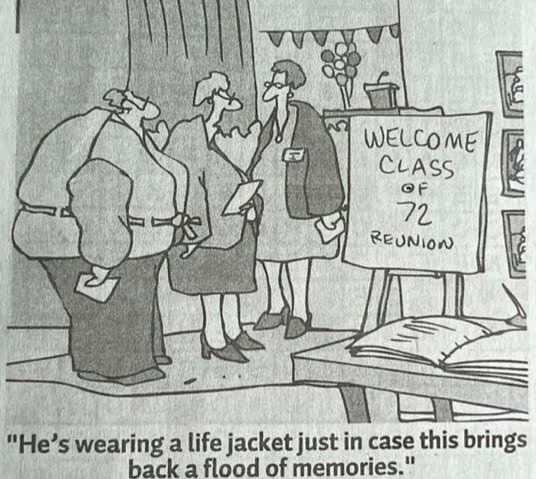 WELCOME
CLASS
OF
72
REUNION
"He's wearing a life jacket just in case this brings
back a flood of memories."